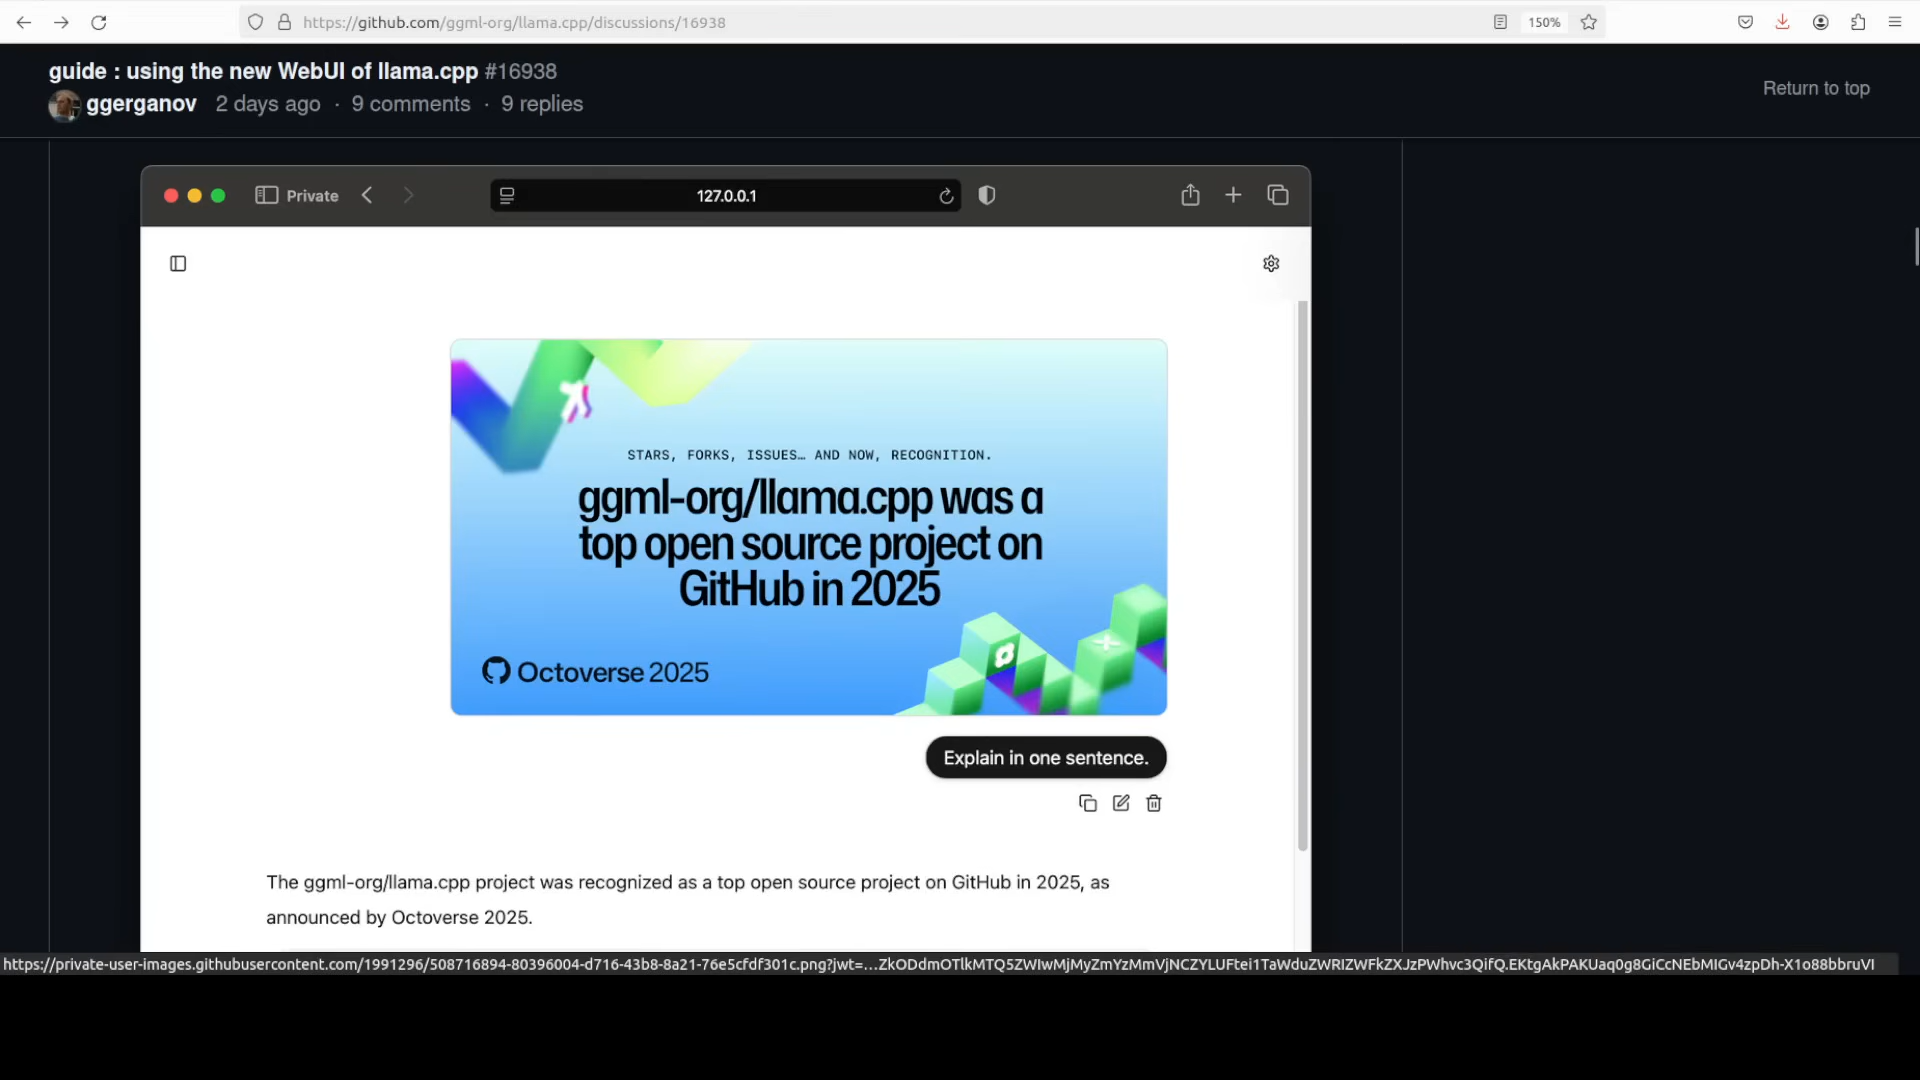 https://github.com/ggml-org/llama.cpp/discussions/16938
150%
guide : using the new WebUI of llama.cpp #16938
ggerganov 2 days ago · 9 comments · 9 replies
Return to top
Private
127.0.0.1
STARS, FORKS, ISSUES… AND NOW, RECOGNITION.
ggml-org/llama.cpp was a
top open source project on
GitHub in 2025
Octoverse 2025
Explain in one sentence.
The ggml-org/llama.cpp project was recognized as a top open source project on GitHub in 2025, as
announced by Octoverse 2025.
https://private-user-images.githubusercontent.com/1991296/508716894-80396004-d716-43b8-8a21-76e5cfdf301c.png?jwt=…ZkODdmOTlkMTQ5ZWIwMjMyZmYzMmVjNCZYLUFtei1TaWduZWRIZWFkZXJzPWhvc3QifQ.EKtgAkPAKUaq0g8GiCcNEbMIGv4zpDh-X1o88bbruVI